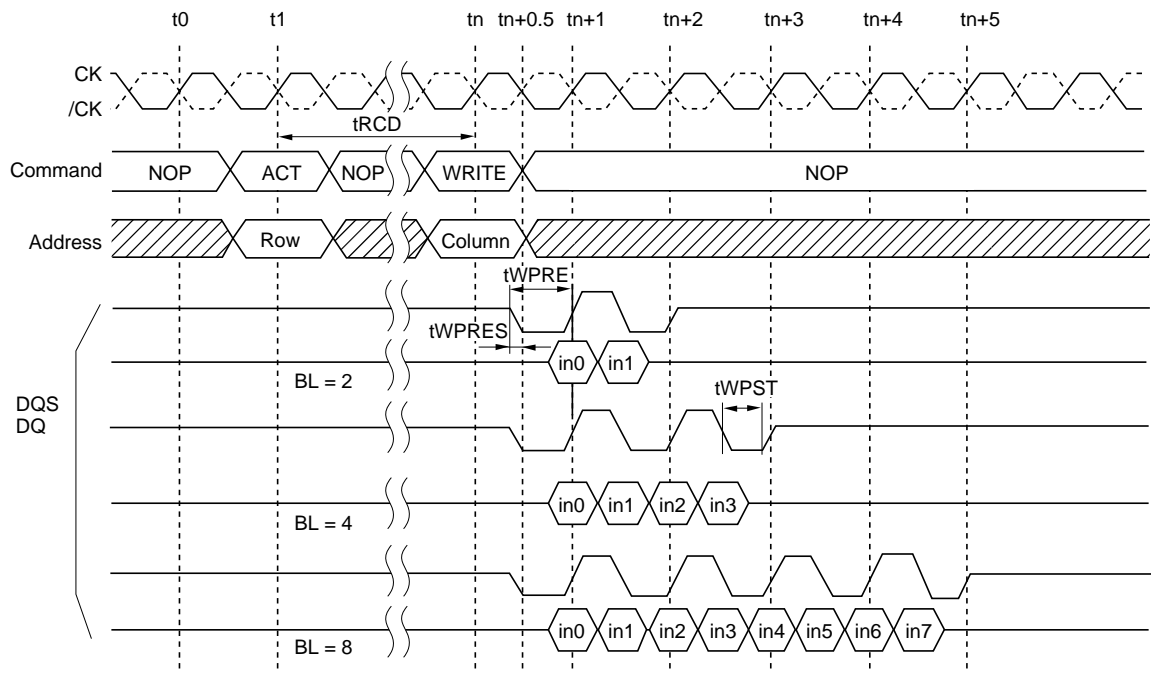 t0 t1 tn tn+0.5 tn+1 tn+2 tn+3 tn+4 tn+5
CK
/CK
tRCD
Command NOP ACT NOP WRITE NOP
Address Row Column
tWPRE
tWPRES
in0 in1
BL = 2
tWPST
DQS
DQ
in0 in1 in2 in3
BL = 4
in0 in1 in2 in3 in4 in5 in6 in7
BL = 8